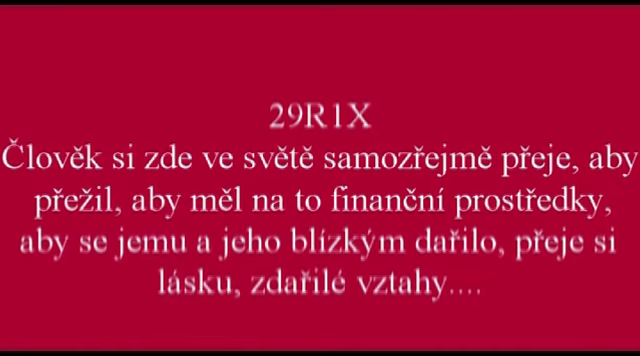 29R1X
Člověk si zde ve světě samozřejmě přeje, aby
přežil, aby měl na to finanční prostředky,
aby se jemu a jeho blízkým dařilo, přeje si
lásku, zdařilé vztahy....